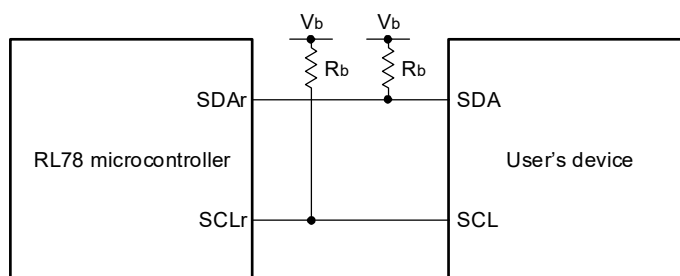 Vb Vb
Rb Rb
SDAr SDA
RL78 microcontroller User’s device
SCLr SCL